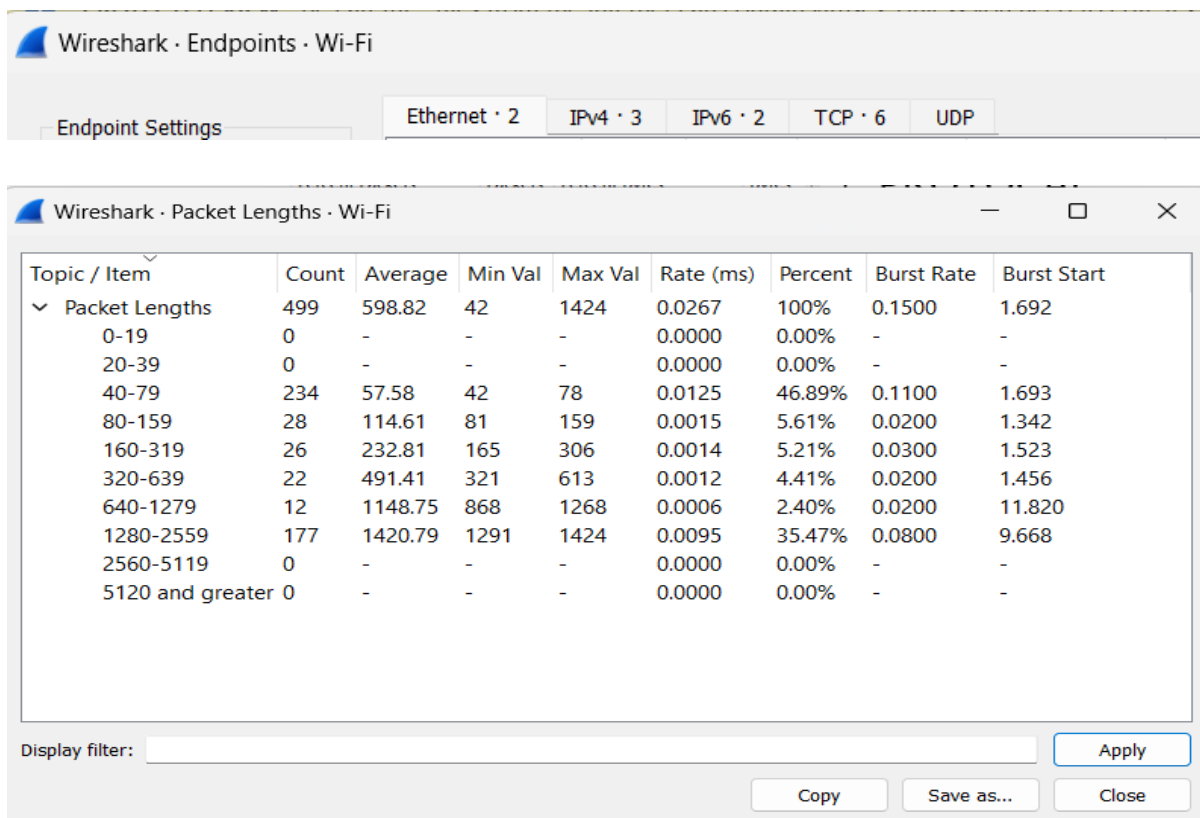 Wireshark · Endpoints · Wi-Fi
Endpoint Settings
Ethernet · 2 IPv4 · 3 IPv6 · 2 TCP · 6 UDP
Wireshark · Packet Lengths · Wi-Fi
Topic / Item Count Average Min Val Max Val Rate (ms) Percent Burst Rate Burst Start
Packet Lengths 499 598.82 42 1424 0.0267 100% 0.1500 1.692
0-19 0 - - - 0.0000 0.00% - -
20-39 0 - - - 0.0000 0.00% - -
40-79 234 57.58 42 78 0.0125 46.89% 0.1100 1.693
80-159 28 114.61 81 159 0.0015 5.61% 0.0200 1.342
160-319 26 232.81 165 306 0.0014 5.21% 0.0300 1.523
320-639 22 491.41 321 613 0.0012 4.41% 0.0200 1.456
640-1279 12 1148.75 868 1268 0.0006 2.40% 0.0200 11.820
1280-2559 177 1420.79 1291 1424 0.0095 35.47% 0.0800 9.668
2560-5119 0 - - - 0.0000 0.00% - -
5120 and greater 0 - - - 0.0000 0.00% - -
Display filter:
Apply
Copy Save as... Close